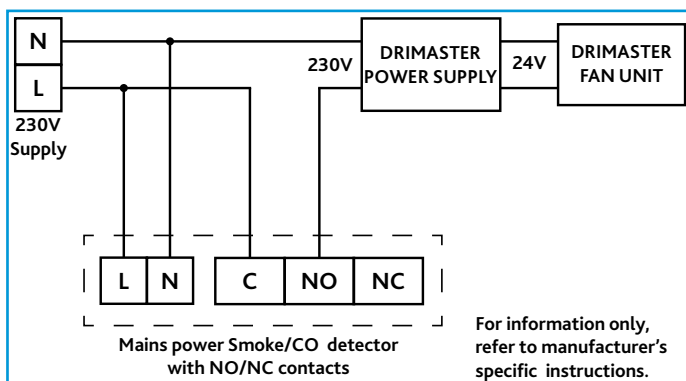 N
L
230V
Supply
230V
DRIMASTER
POWER SUPPLY
24V
DRIMASTER
FAN UNIT
L
N
C
NO
NC
Mains power Smoke/CO detector
with NO/NC contacts
For information only,
refer to manufacturer's
specific instructions.